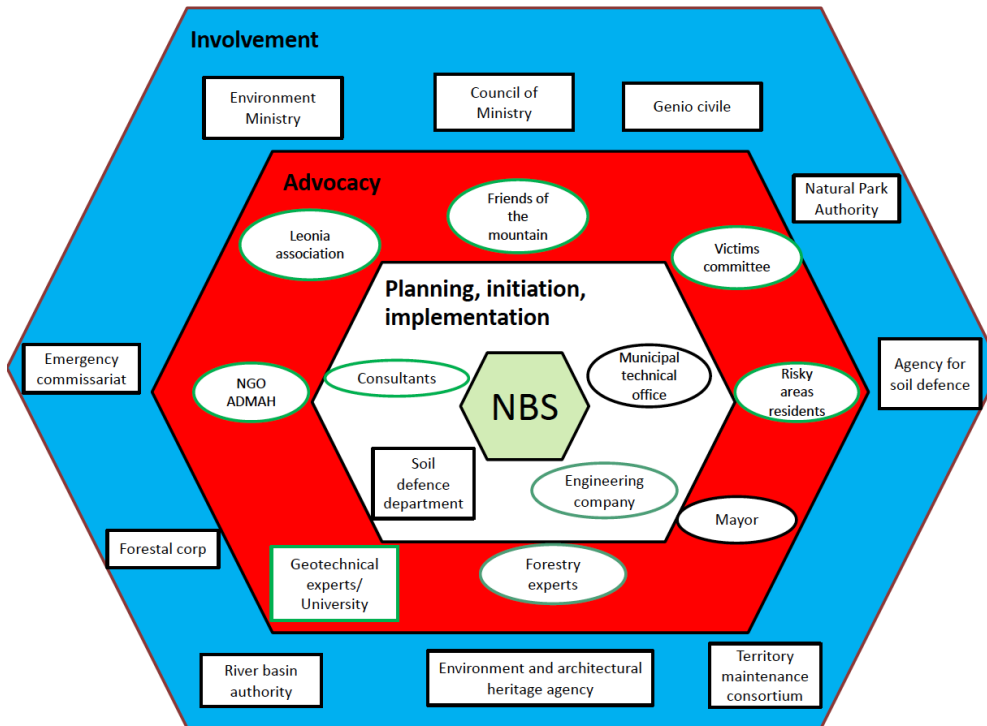 Involvement
Environment
Ministry
Council of
Ministry
Genio civile
Advocacy
Natural Park
Authority
Friends of
the
mountain
Leonia
association
Victims
committee
Planning, initiation,
implementation
Emergency
commissariat
NGO
ADMAH
Consultants
NBS
Municipal
technical
office
Risky
areas
residents
Agency for
soil defence
Soil
defence
department
Engineering
company
Mayor
Forestal corp
Geotechnical
experts/
University
Forestry
experts
River basin
authority
Environment and architectural
heritage agency
Territory
maintenance
consortium